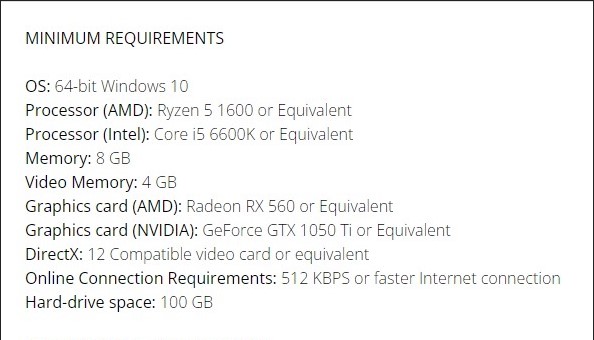 MINIMUM REQUIREMENTS
OS: 64-bit Windows 10
Processor (AMD): Ryzen 5 1600 or Equivalent
Processor (Intel): Core i5 6600K or Equivalent
Memory: 8 GB
Video Memory: 4 GB
Graphics card (AMD): Radeon RX 560 or Equivalent
Graphics card (NVIDIA): GeForce GTX 1050 Ti or Equivalent
DirectX: 12 Compatible video card or equivalent
Online Connection Requirements: 512 KBPS or faster Internet connection
Hard-drive space: 100 GB